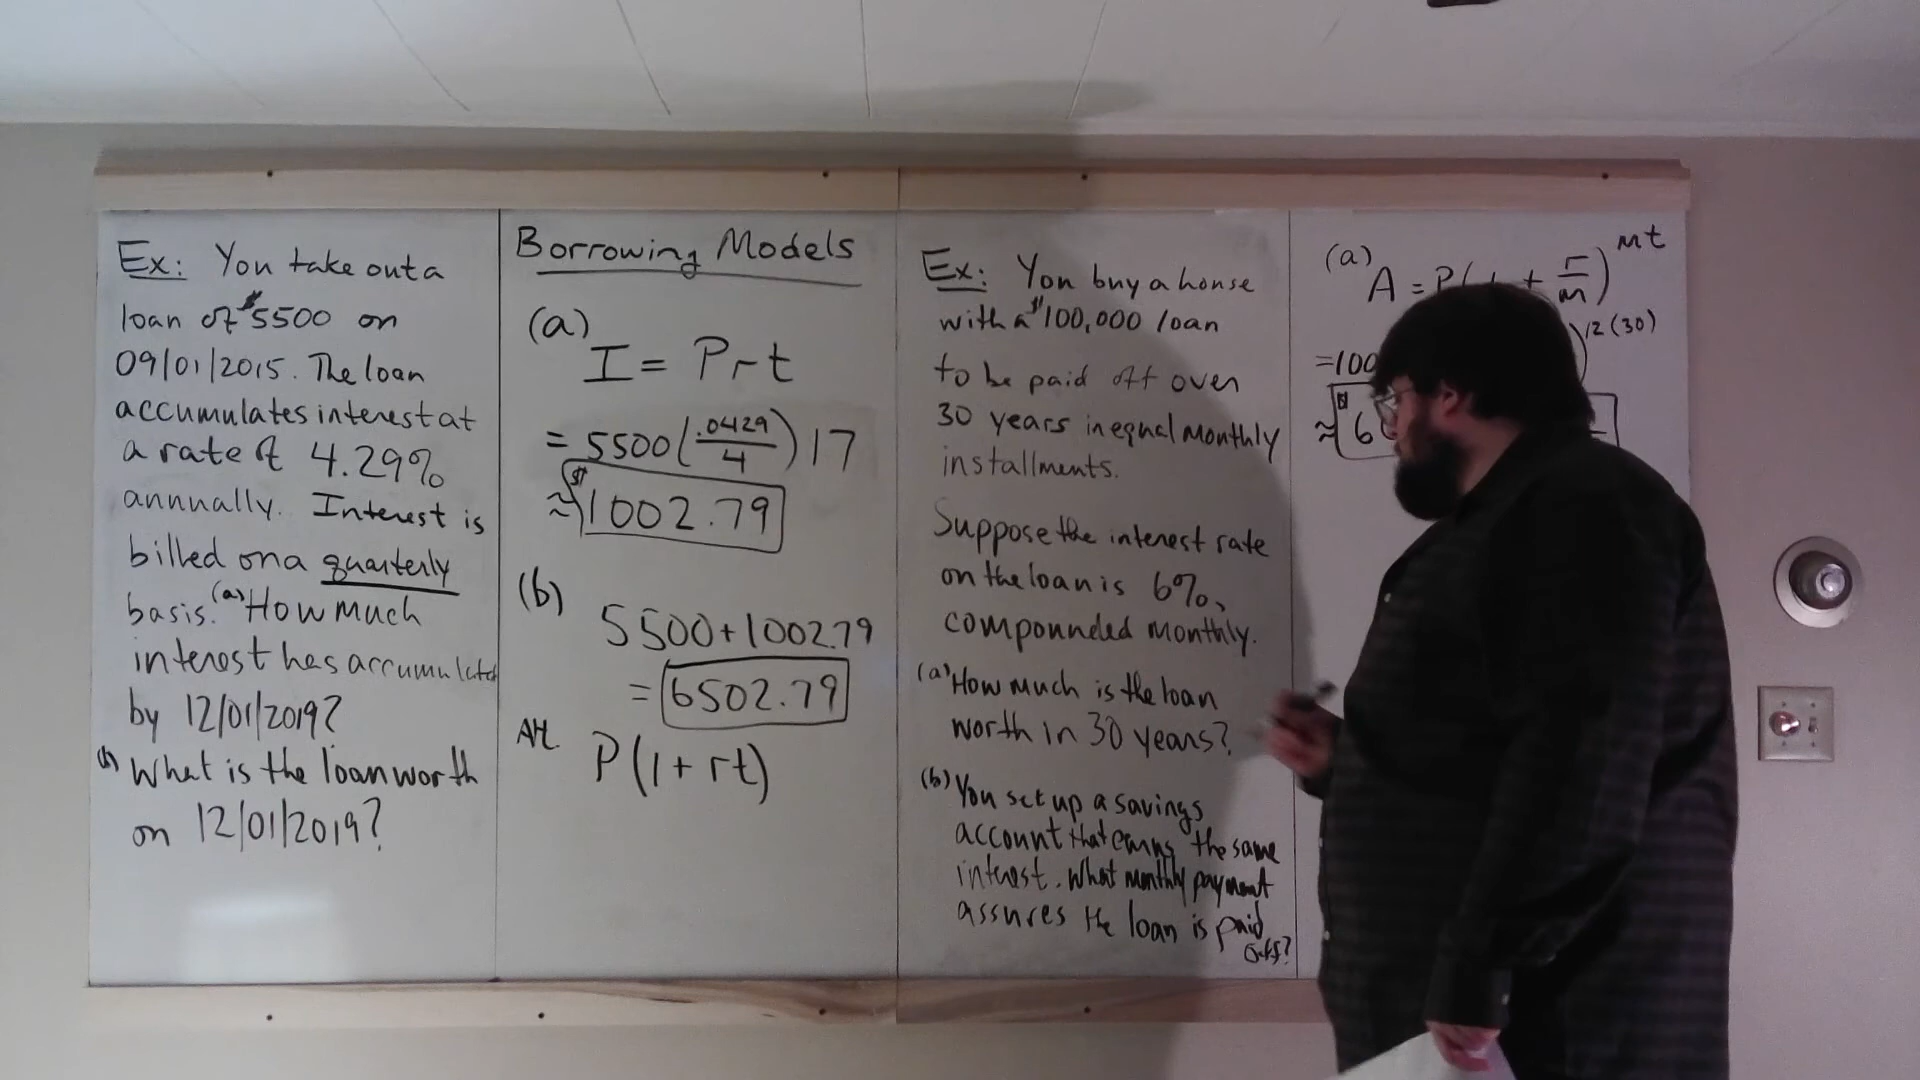 Ex: You take out a
loan of $5500 on
09/01/2015. The loan
accumulates interest at
a rate of 4.29%
annually. Interest is
billed on a quarterly
basis. (a) How much
interest has accumulated
by 12/01/2019?
(b) What is the loan worth
on 12/01/2019?
Borrowing Models
(a)
I = Prt
= 5500(.0429/4)17
≈ $1002.79
(b)
5500+1002.79
= 6502.79
Alt.
P(1+rt)
Ex: You buy a house
with a $100,000 loan
to be paid off over
30 years in equal monthly
installments.
Suppose the interest rate
on the loan is 6%,
compounded monthly.
(a) How much is the loan
worth in 30 years?
(b) You set up a savings
account that earns the same
interest. What monthly payment
assures the loan is paid
off?
(a)
A = P(1 + r/m)^mt
=100 )^12(30)
≈ $6